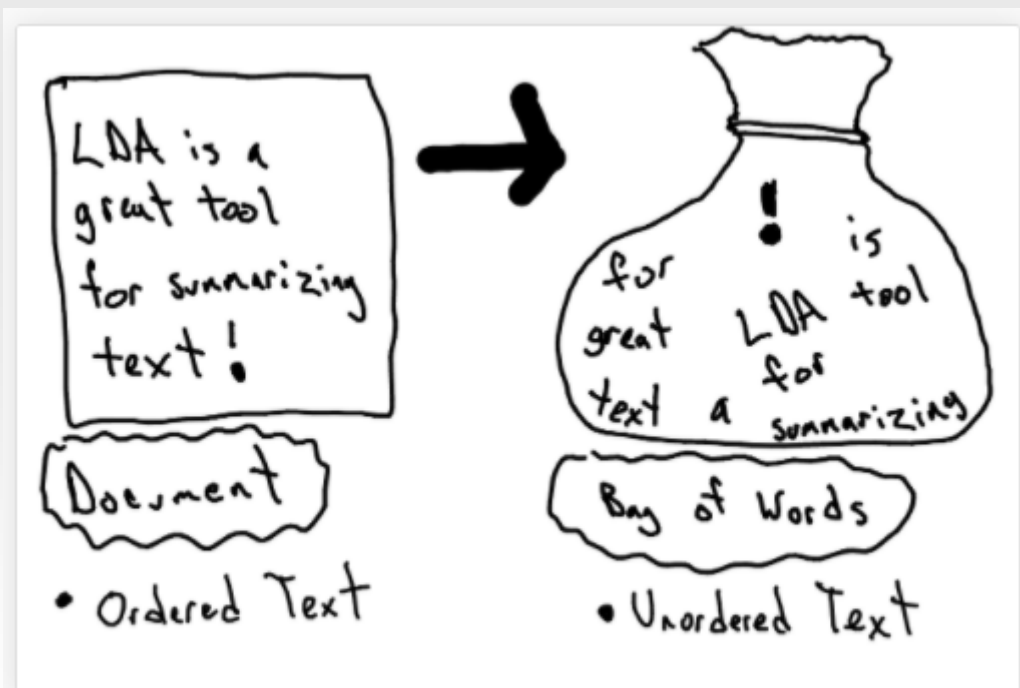 LDA is a
great tool
for summarizing
text!
Document
• Ordered Text
!
is
for
tool
great
LDA
for
text
a
summarizing
Bag of Words
• Unordered Text